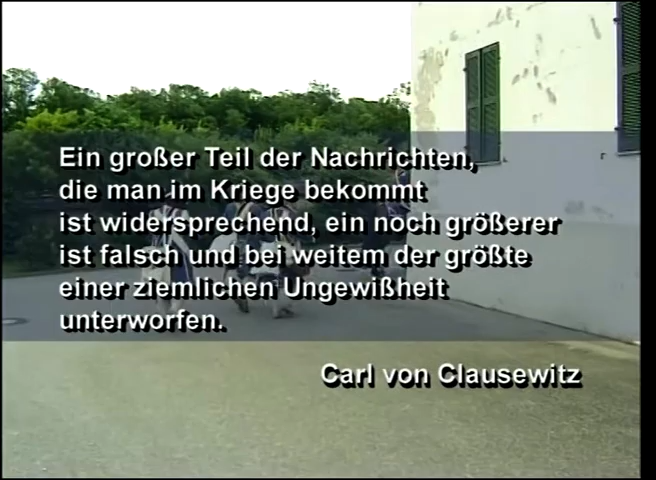 Ein großer Teil der Nachrichten,
die man im Kriege bekommt
ist widersprechend, ein noch größerer
ist falsch und bei weitem der größte
einer ziemlichen Ungewißheit
unterworfen.
Carl von Clausewitz